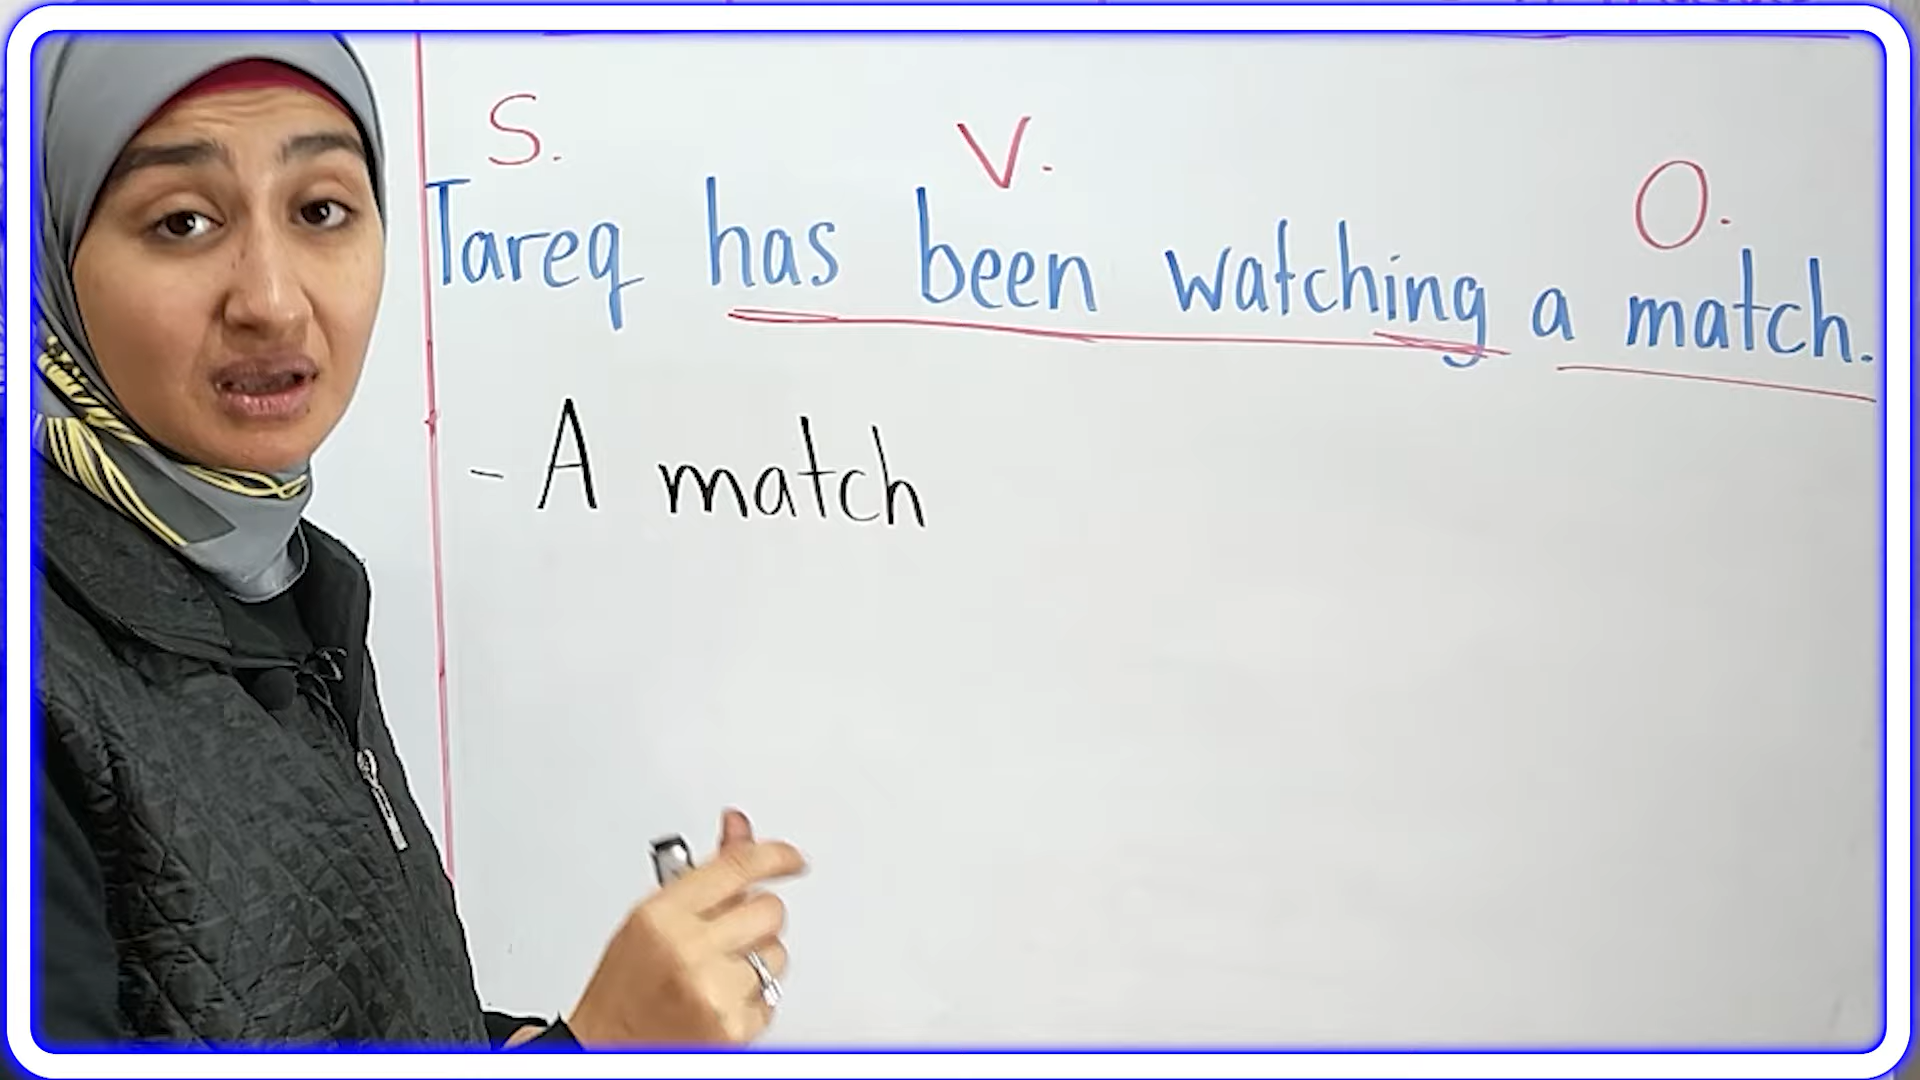 S. V. O.
Tareq has been watching a match.
- A match